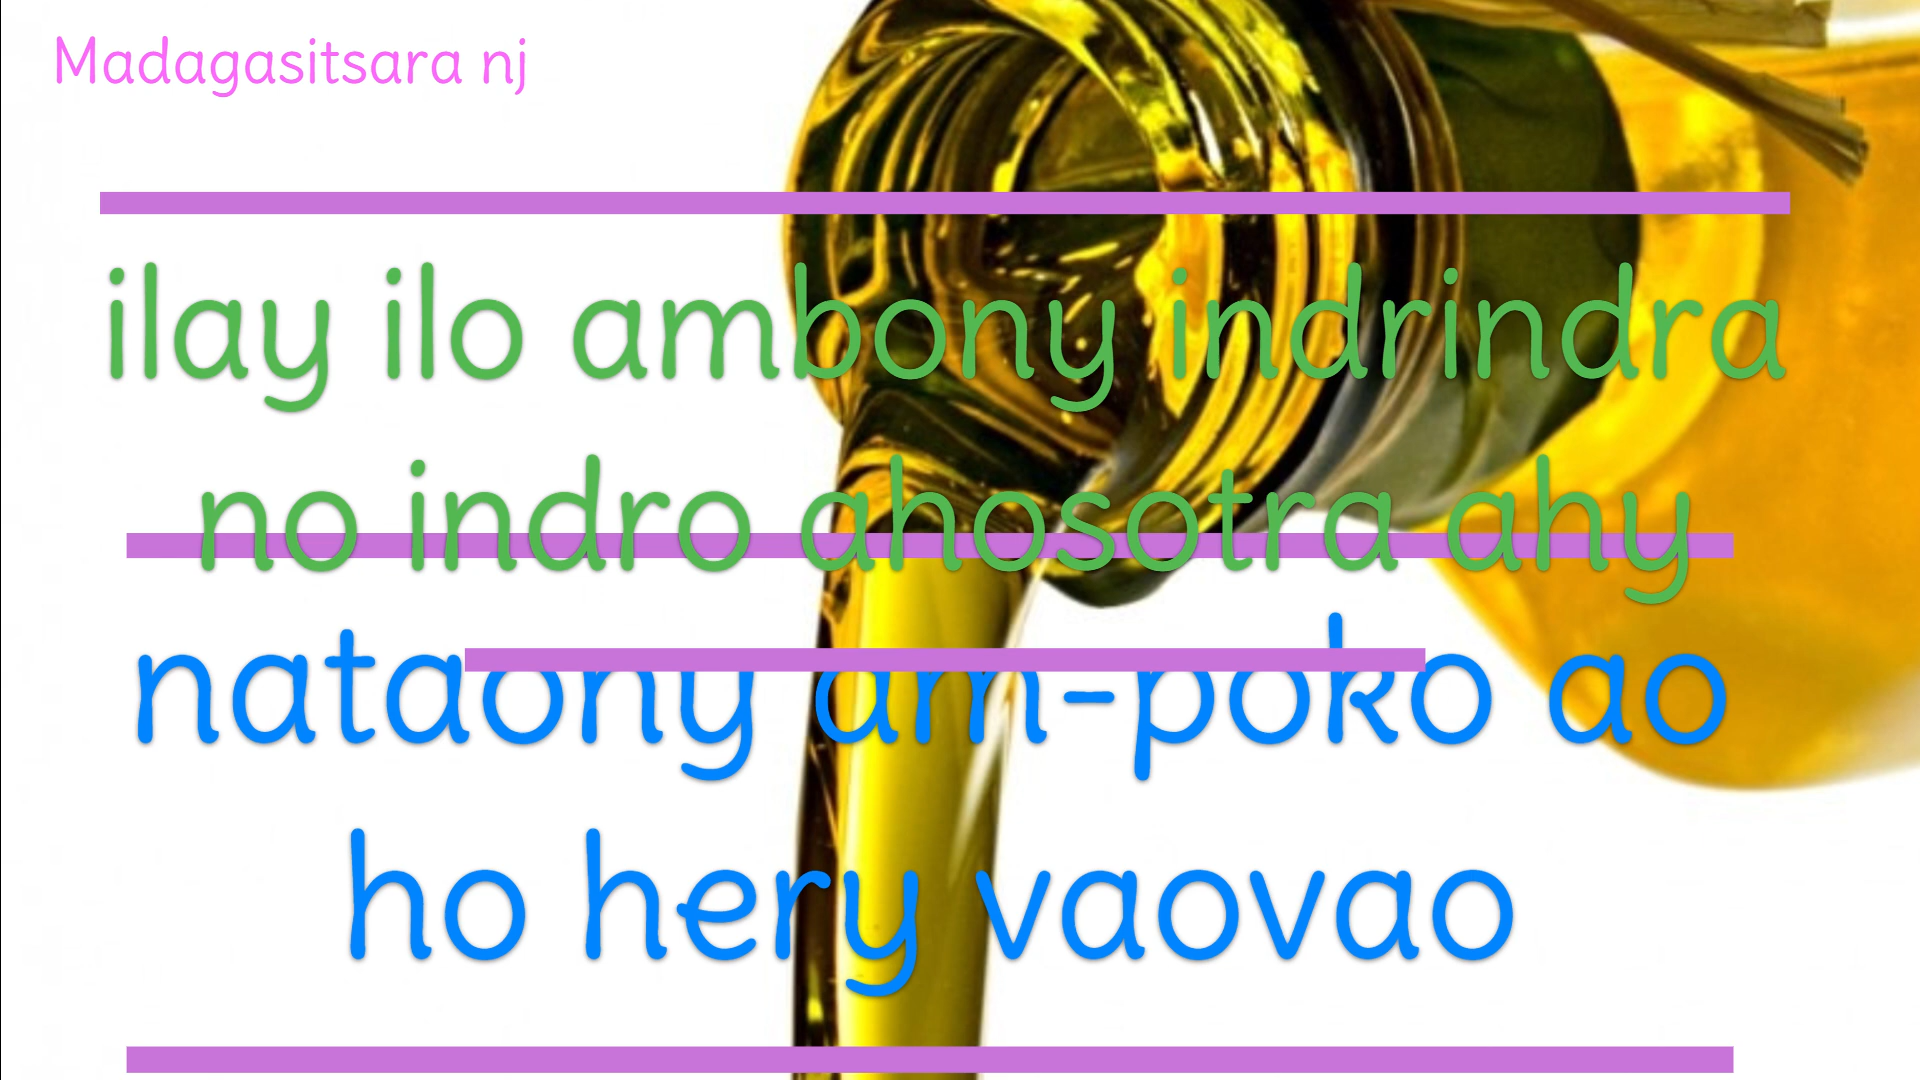 Madagasitsara nj
ilay ilo ambony indrindra
no indro ahosotra ahy
nataony am-poko ao
ho hery vaovao